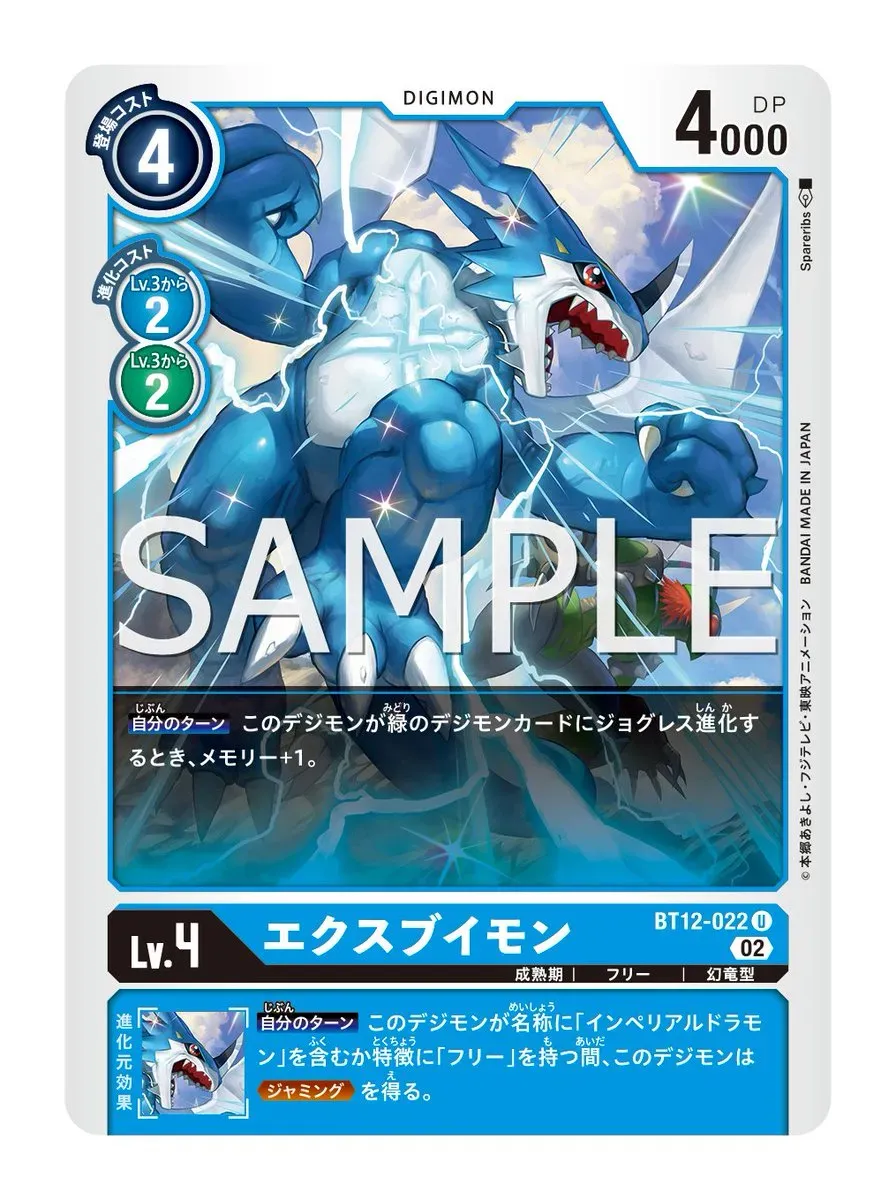 DIGIMON
登場コスト
4
DP
4000
進化コスト
Lv.3から
2
Lv.3から
2
Spareribs
SAMPLE
自分のターン このデジモンが緑のデジモンカードにジョグレス進化す
るとき、メモリー+1。
© 本郷あきよし・フジテレビ・東映アニメーション BANDAI MADE IN JAPAN
Lv.4
エクスブイモン
BT12-022 U
02
成熟期 | フリー | 幻竜型
進化元効果
自分のターン このデジモンが名称に「インペリアルドラモ
ン」を含むか特徴に「フリー」を持つ間、このデジモンは
ジャミング を得る。